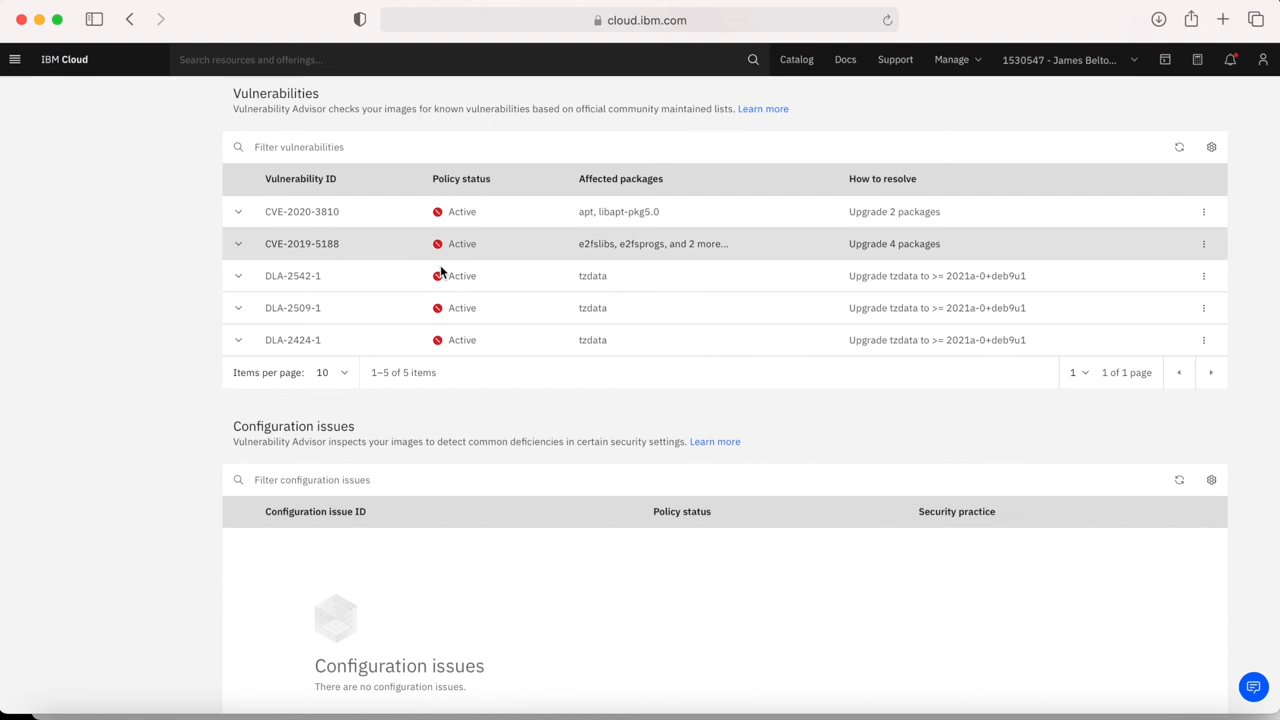 cloud.ibm.com
IBM Cloud
Search resources and offerings...
Catalog
Docs
Support
Manage
1530547 - James Belto...
Vulnerabilities
Vulnerability Advisor checks your images for known vulnerabilities based on official community maintained lists. Learn more
Filter vulnerabilities
Vulnerability ID Policy status Affected packages How to resolve
CVE-2020-3810 Active apt, libapt-pkg5.0 Upgrade 2 packages
CVE-2019-5188 Active e2fslibs, e2fsprogs, and 2 more... Upgrade 4 packages
DLA-2542-1 Active tzdata Upgrade tzdata to >= 2021a-0+deb9u1
DLA-2509-1 Active tzdata Upgrade tzdata to >= 2021a-0+deb9u1
DLA-2424-1 Active tzdata Upgrade tzdata to >= 2021a-0+deb9u1
Items per page: 10 1–5 of 5 items 1 1 of 1 page
Configuration issues
Vulnerability Advisor inspects your images to detect common deficiencies in certain security settings. Learn more
Filter configuration issues
Configuration issue ID Policy status Security practice
Configuration issues
There are no configuration issues.